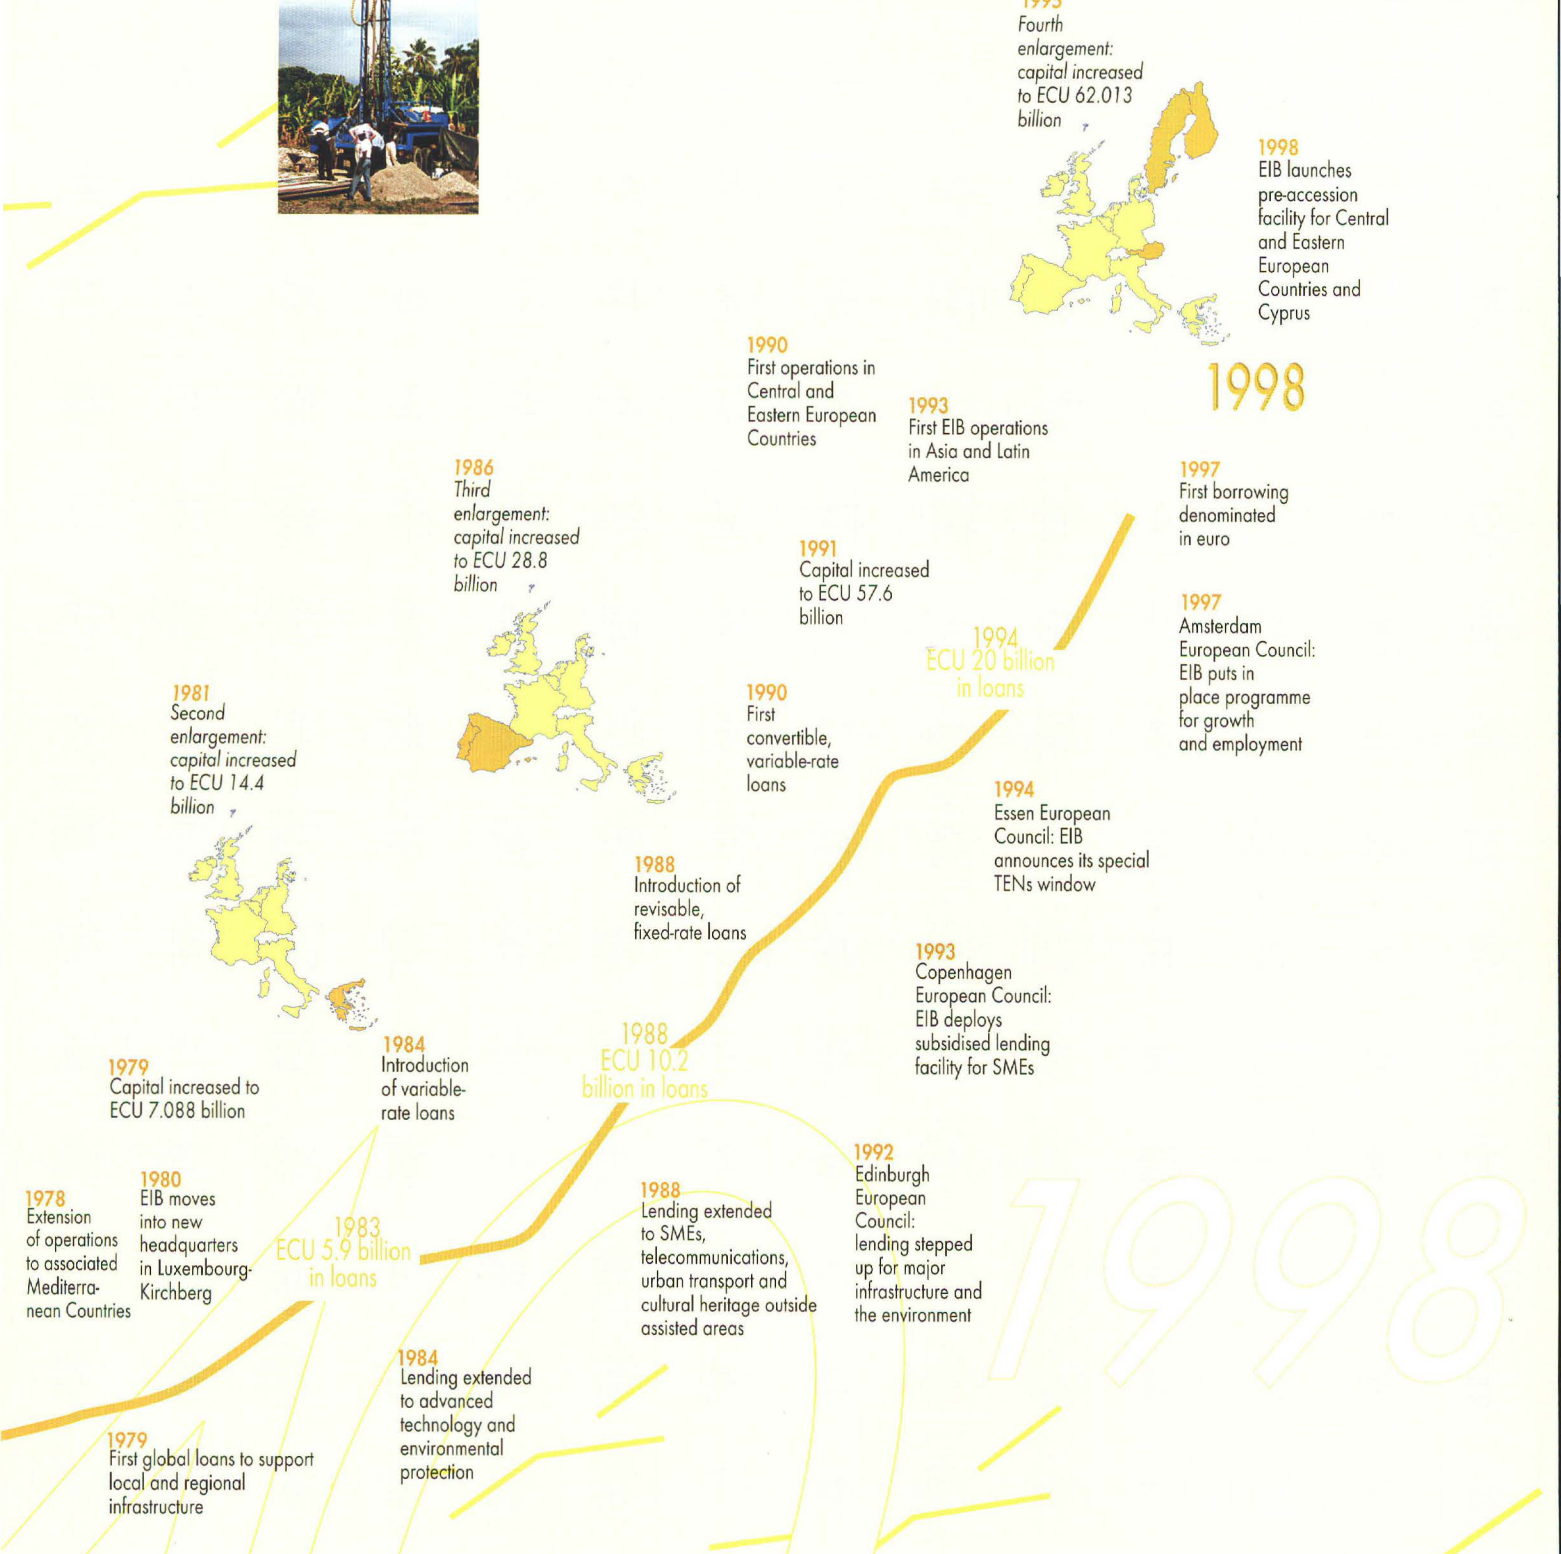 1995
Fourth
enlargement:
capital increased
to ECU 62.013
billion
1998
EIB launches
pre-accession
facility for Central
and Eastern
European
Countries and
Cyprus
1998
1990
First operations in
Central and
Eastern European
Countries
1993
First EIB operations
in Asia and Latin
America
1997
First borrowing
denominated
in euro
1986
Third
enlargement:
capital increased
to ECU 28.8
billion
1991
Capital increased
to ECU 57.6
billion
1997
Amsterdam
European Council:
EIB puts in
place programme
for growth
and employment
1994
ECU 20 billion
in loans
1981
Second
enlargement:
capital increased
to ECU 14.4
billion
1990
First
convertible,
variable-rate
loans
1994
Essen European
Council: EIB
announces its special
TENs window
1988
Introduction of
revisable,
fixed-rate loans
1993
Copenhagen
European Council:
EIB deploys
subsidised lending
facility for SMEs
1988
ECU 10.2
billion in loans
1984
Introduction
of variable-
rate loans
1979
Capital increased to
ECU 7.088 billion
1978
Extension
of operations
to associated
Mediterra-
nean Countries
1980
EIB moves
into new
headquarters
in Luxembourg-
Kirchberg
1983
ECU 5.9 billion
in loans
1988
Lending extended
to SMEs,
telecommunications,
urban transport and
cultural heritage outside
assisted areas
1992
Edinburgh
European
Council:
lending stepped
up for major
infrastructure and
the environment
1998
1984
Lending extended
to advanced
technology and
environmental
protection
1979
First global loans to support
local and regional
infrastructure